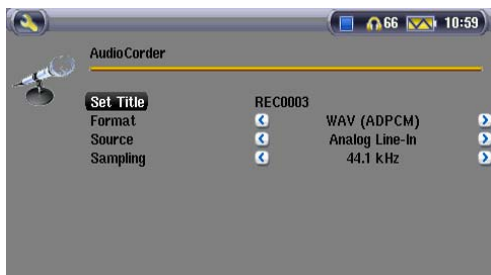 66 10:59
AudioCorder
Set Title REC0003
Format WAV (ADPCM)
Source Analog Line-In
Sampling 44.1 kHz